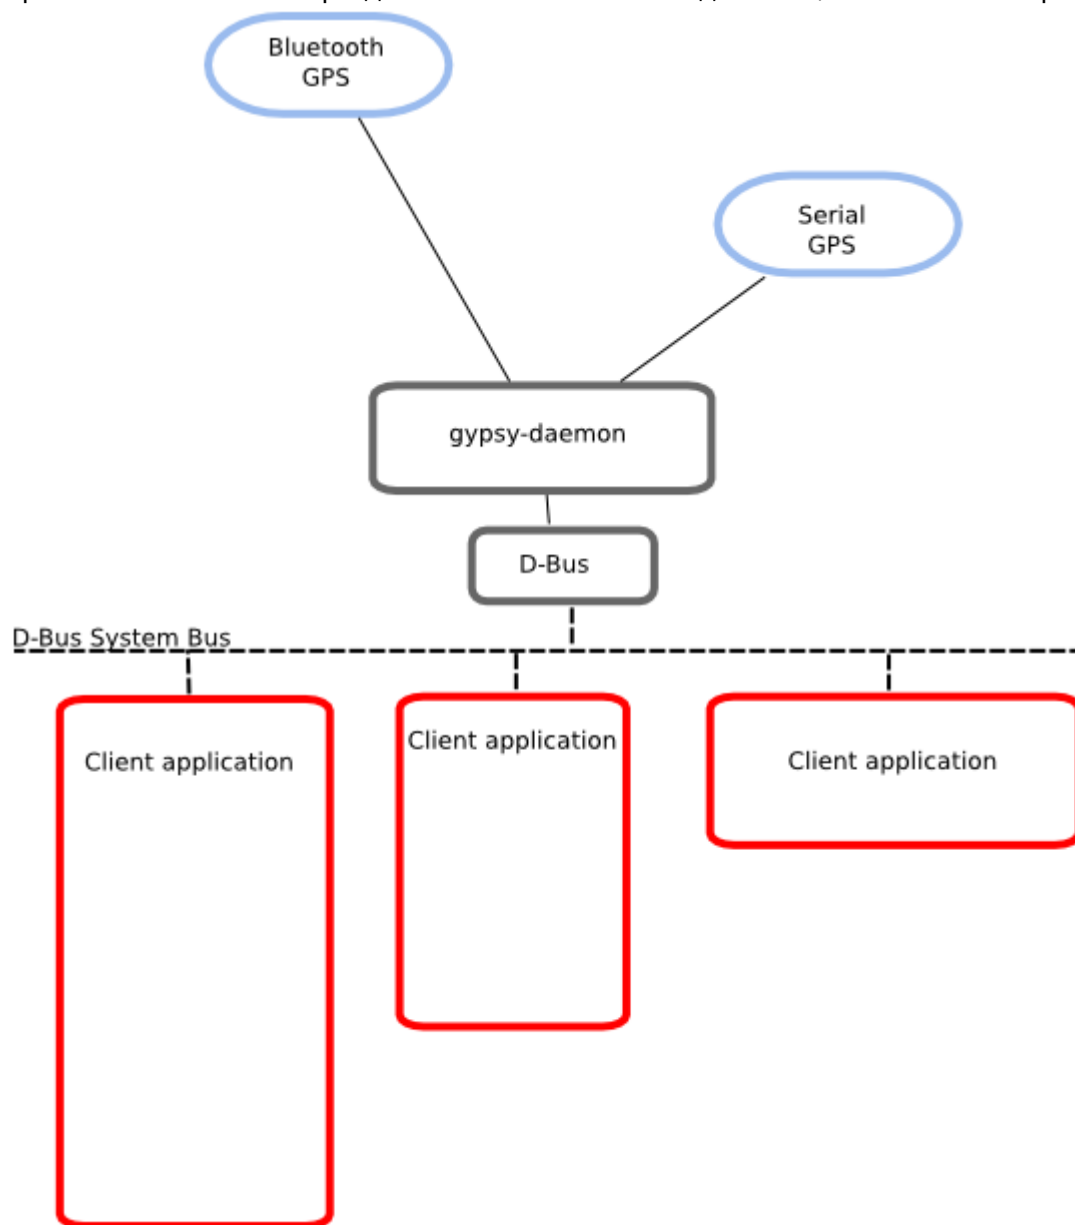 Bluetooth
GPS
Serial
GPS
gypsy-daemon
D-Bus
D-Bus System Bus
Client application
Client application
Client application